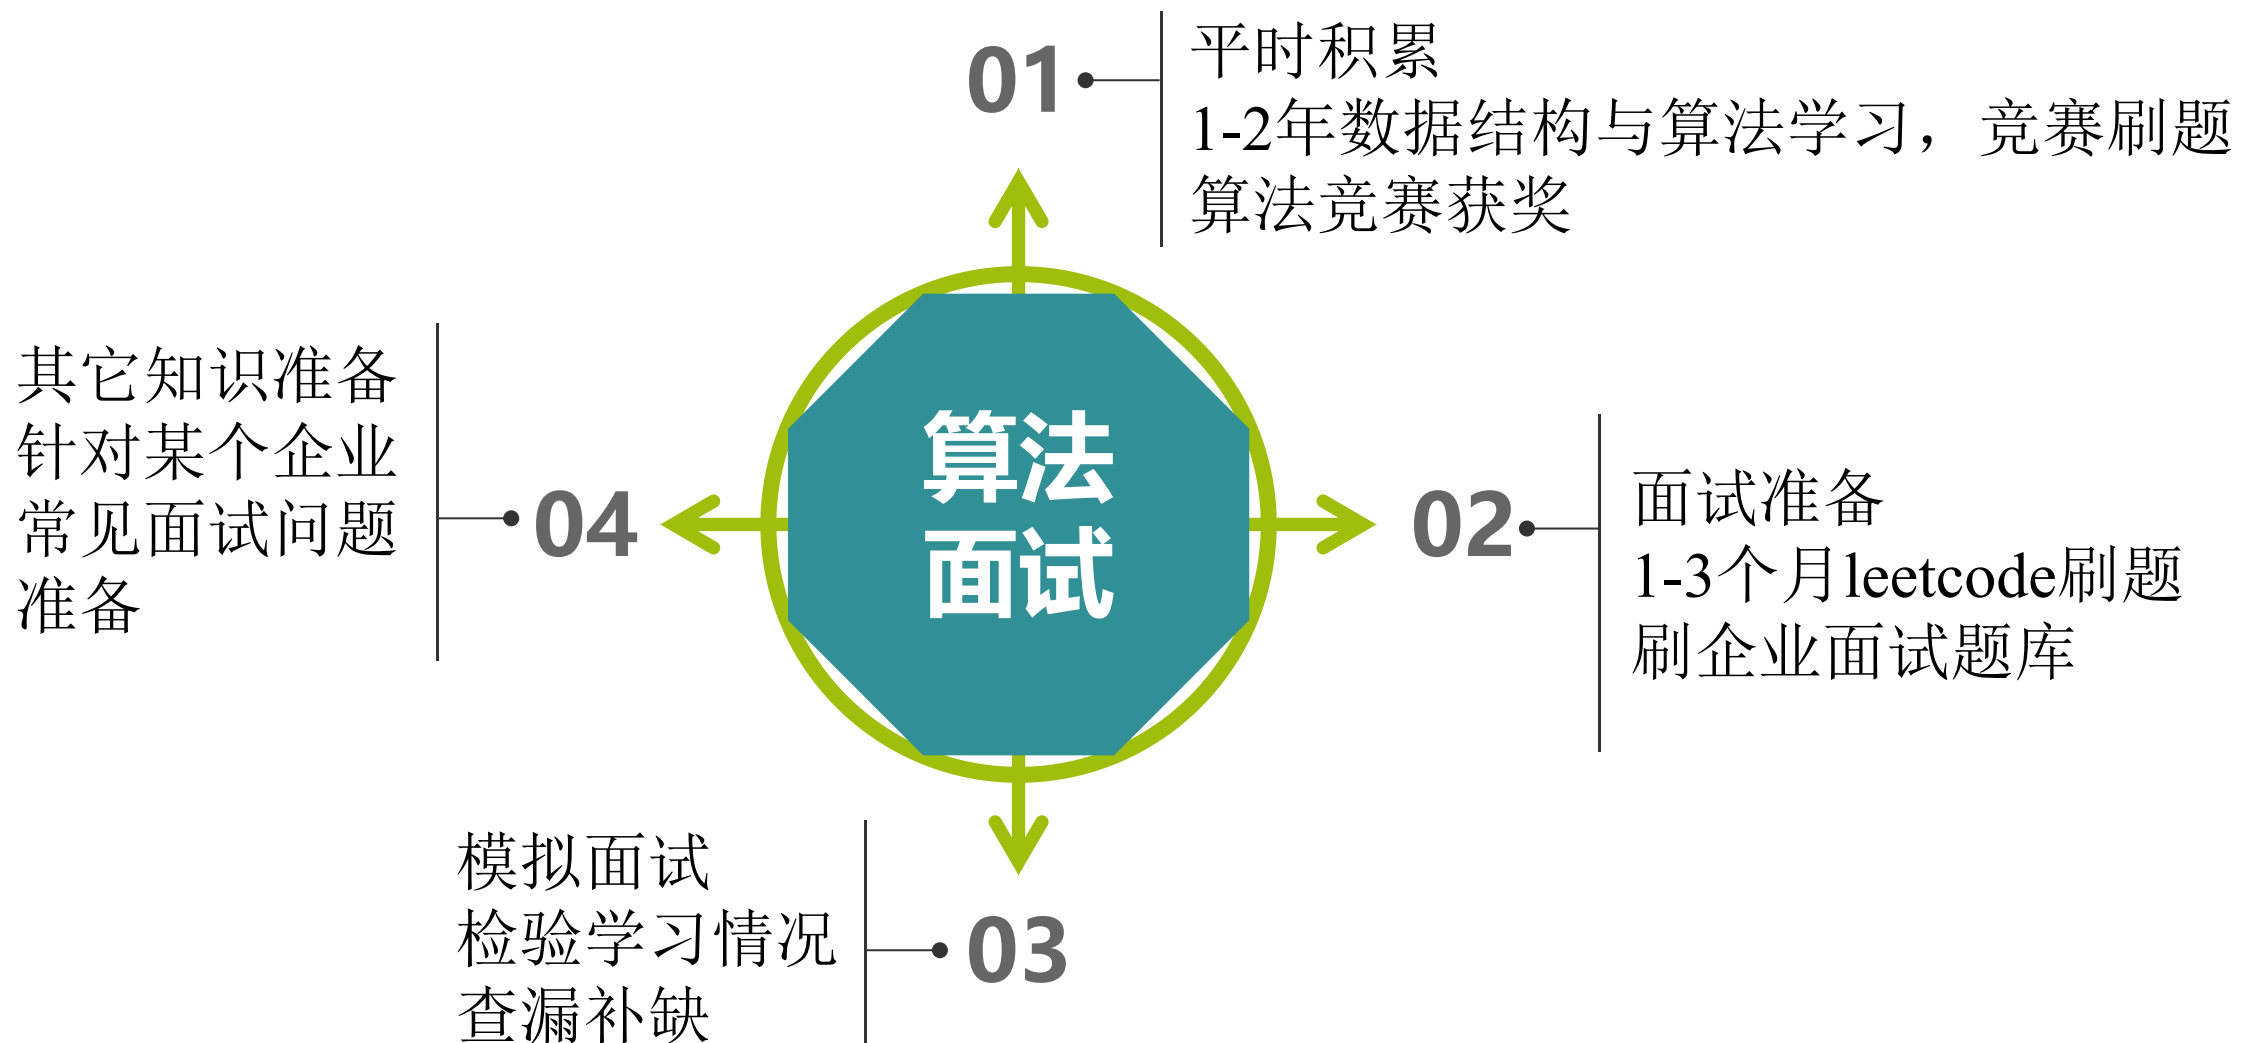 01
平时积累
1-2年数据结构与算法学习，竞赛刷题
算法竞赛获奖
算法
面试
02
面试准备
1-3个月leetcode刷题
刷企业面试题库
03
模拟面试
检验学习情况
查漏补缺
04
其它知识准备
针对某个企业
常见面试问题
准备